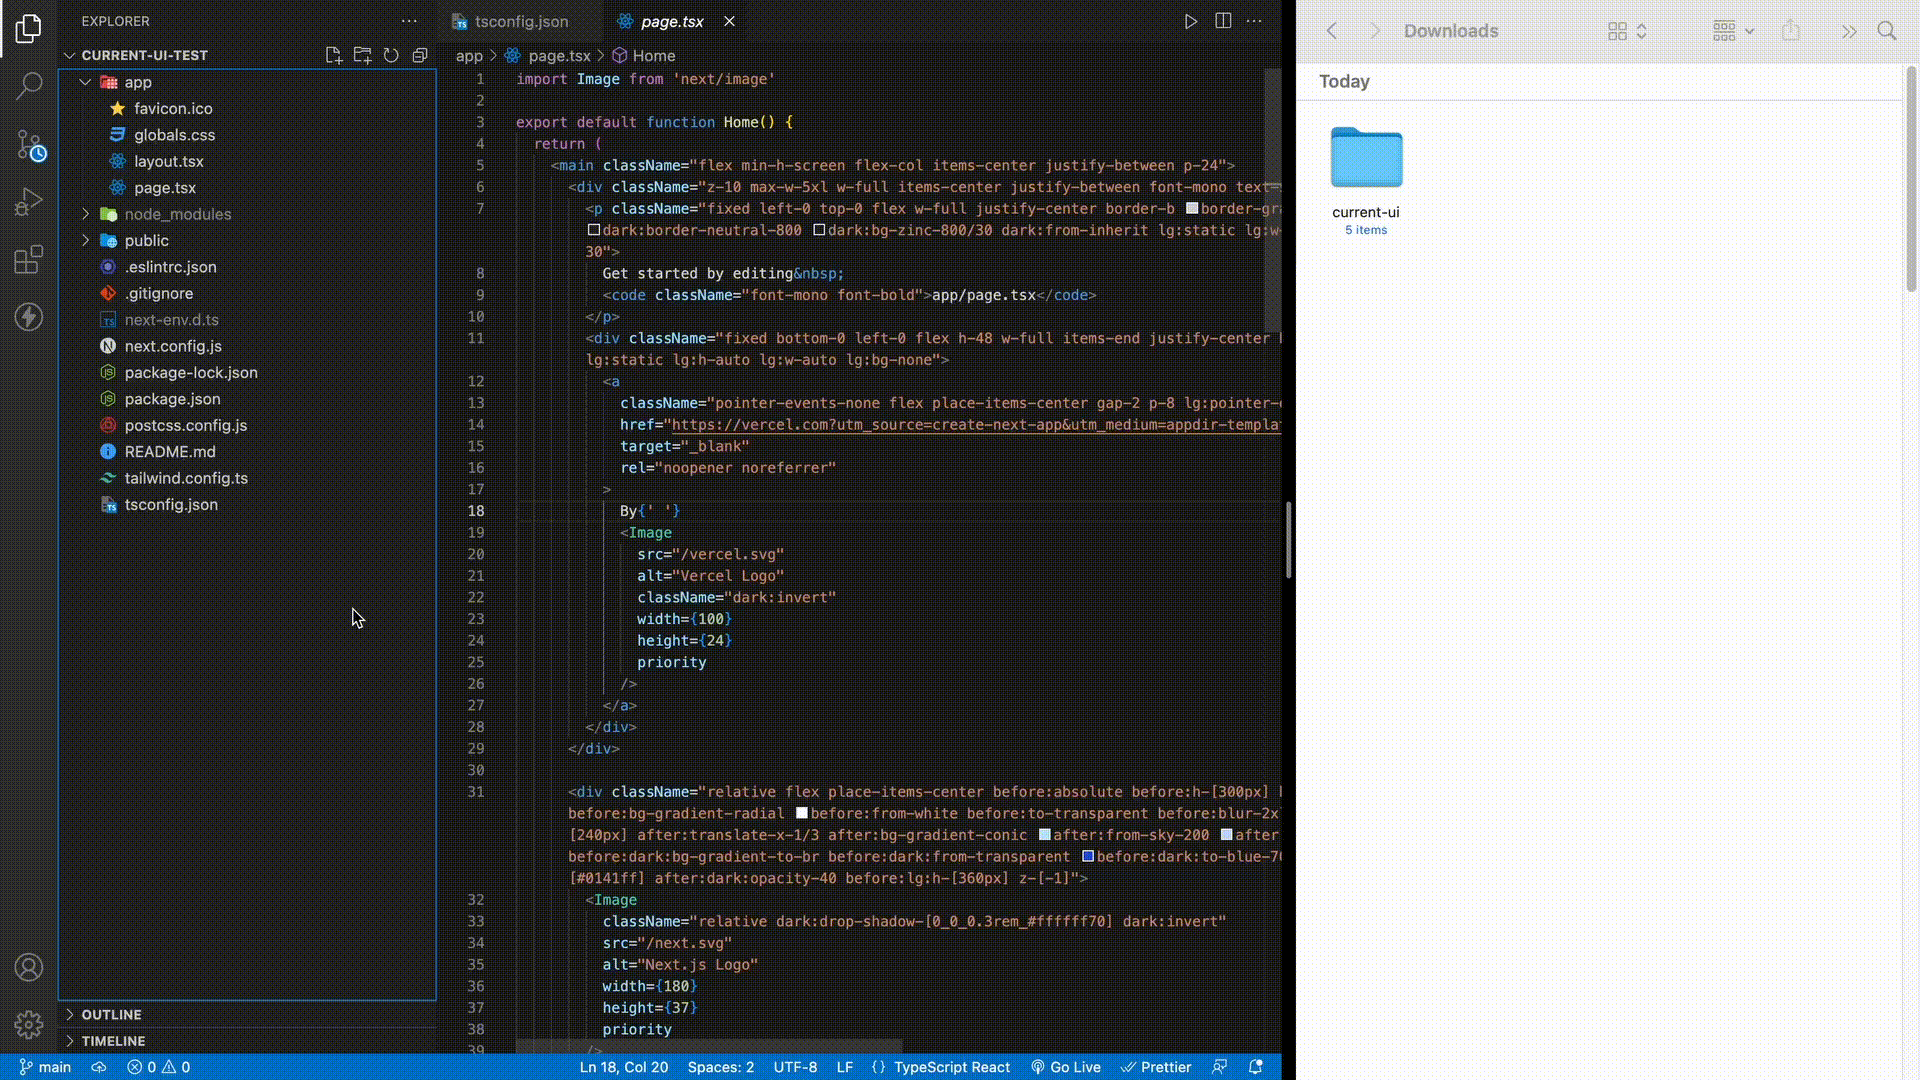 EXPLORER
CURRENT-UI-TEST
app
favicon.ico
globals.css
layout.tsx
page.tsx
node_modules
public
.eslintrc.json
.gitignore
next-env.d.ts
next.config.js
package-lock.json
package.json
postcss.config.js
README.md
tailwind.config.ts
tsconfig.json
OUTLINE
TIMELINE
tsconfig.json
page.tsx
app > page.tsx > Home
1 import Image from 'next/image'
2
3 export default function Home() {
4 return (
5 <main className="flex min-h-screen flex-col items-center justify-between p-24">
6 <div className="z-10 max-w-5xl w-full items-center justify-between font-mono text-
7 <p className="fixed left-0 top-0 flex w-full justify-center border-b border-gra
dark:border-neutral-800 dark:bg-zinc-800/30 dark:from-inherit lg:static lg:w-
30">
8 Get started by editing&nbsp;
9 <code className="font-mono font-bold">app/page.tsx</code>
10 </p>
11 <div className="fixed bottom-0 left-0 flex h-48 w-full items-end justify-center
lg:static lg:h-auto lg:w-auto lg:bg-none">
12 <a
13 className="pointer-events-none flex place-items-center gap-2 p-8 lg:pointer-e
14 href="https://vercel.com?utm_source=create-next-app&utm_medium=appdir-templat
15 target="_blank"
16 rel="noopener noreferrer"
17 >
18 By{' '}
19 <Image
20 src="/vercel.svg"
21 alt="Vercel Logo"
22 className="dark:invert"
23 width={100}
24 height={24}
25 priority
26 />
27 </a>
28 </div>
29 </div>
30
31 <div className="relative flex place-items-center before:absolute before:h-[300px]
before:bg-gradient-radial before:from-white before:to-transparent before:blur-2x
[240px] after:translate-x-1/3 after:bg-gradient-conic after:from-sky-200 after
before:dark:bg-gradient-to-br before:dark:from-transparent before:dark:to-blue-70
[#0141ff] after:dark:opacity-40 before:lg:h-[360px] z-[-1]">
32 <Image
33 className="relative dark:drop-shadow-[0_0_0.3rem_#ffffff70] dark:invert"
34 src="/next.svg"
35 alt="Next.js Logo"
36 width={180}
37 height={37}
38 priority
39 />
main
0 0
Ln 18, Col 20
Spaces: 2
UTF-8
LF
{} TypeScript React
Go Live
Prettier
Downloads
Today
current-ui
5 items